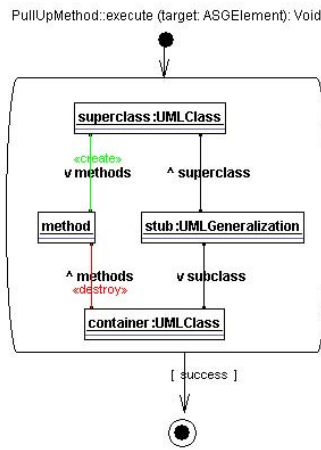 PullUpMethod::execute (target: ASGElement): Void
superclass :UMLClass
«create»
v methods
^ superclass
method
stub :UMLGeneralization
^ methods
v subclass
«destroy»
container :UMLClass
[ success ]